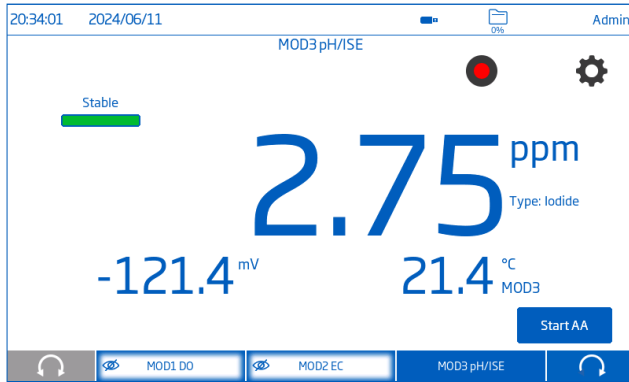 20:34:01 2024/06/11 0% Admin
MOD3 pH/ISE
Stable
2.75 ppm
Type: Iodide
-121.4 mV 21.4 °C
MOD3
Start AA
MOD1 DO MOD2 EC MOD3 pH/ISE